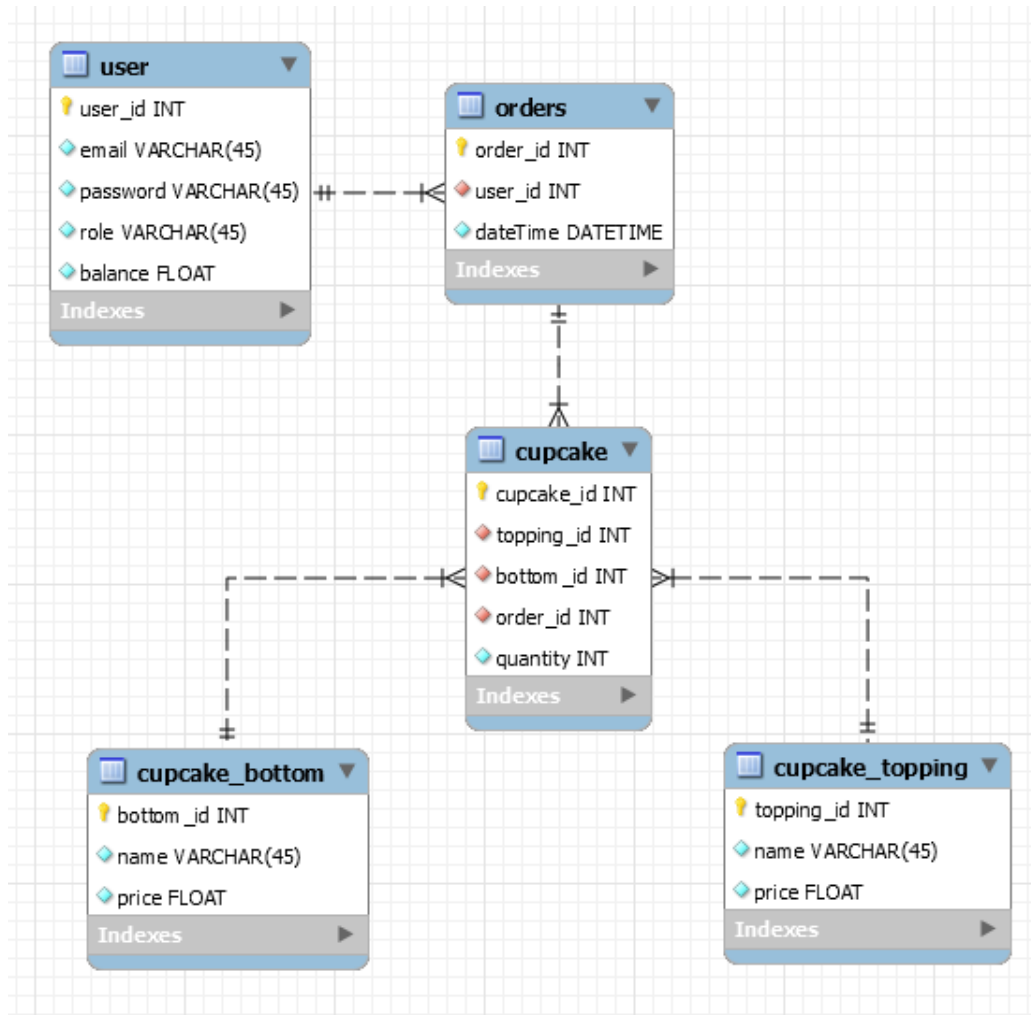 user
user_id INT
email VARCHAR(45)
password VARCHAR(45)
role VARCHAR(45)
balance FLOAT
Indexes
orders
order_id INT
user_id INT
dateTime DATETIME
Indexes
cupcake
cupcake_id INT
topping_id INT
bottom_id INT
order_id INT
quantity INT
Indexes
cupcake_bottom
bottom_id INT
name VARCHAR(45)
price FLOAT
Indexes
cupcake_topping
topping_id INT
name VARCHAR(45)
price FLOAT
Indexes